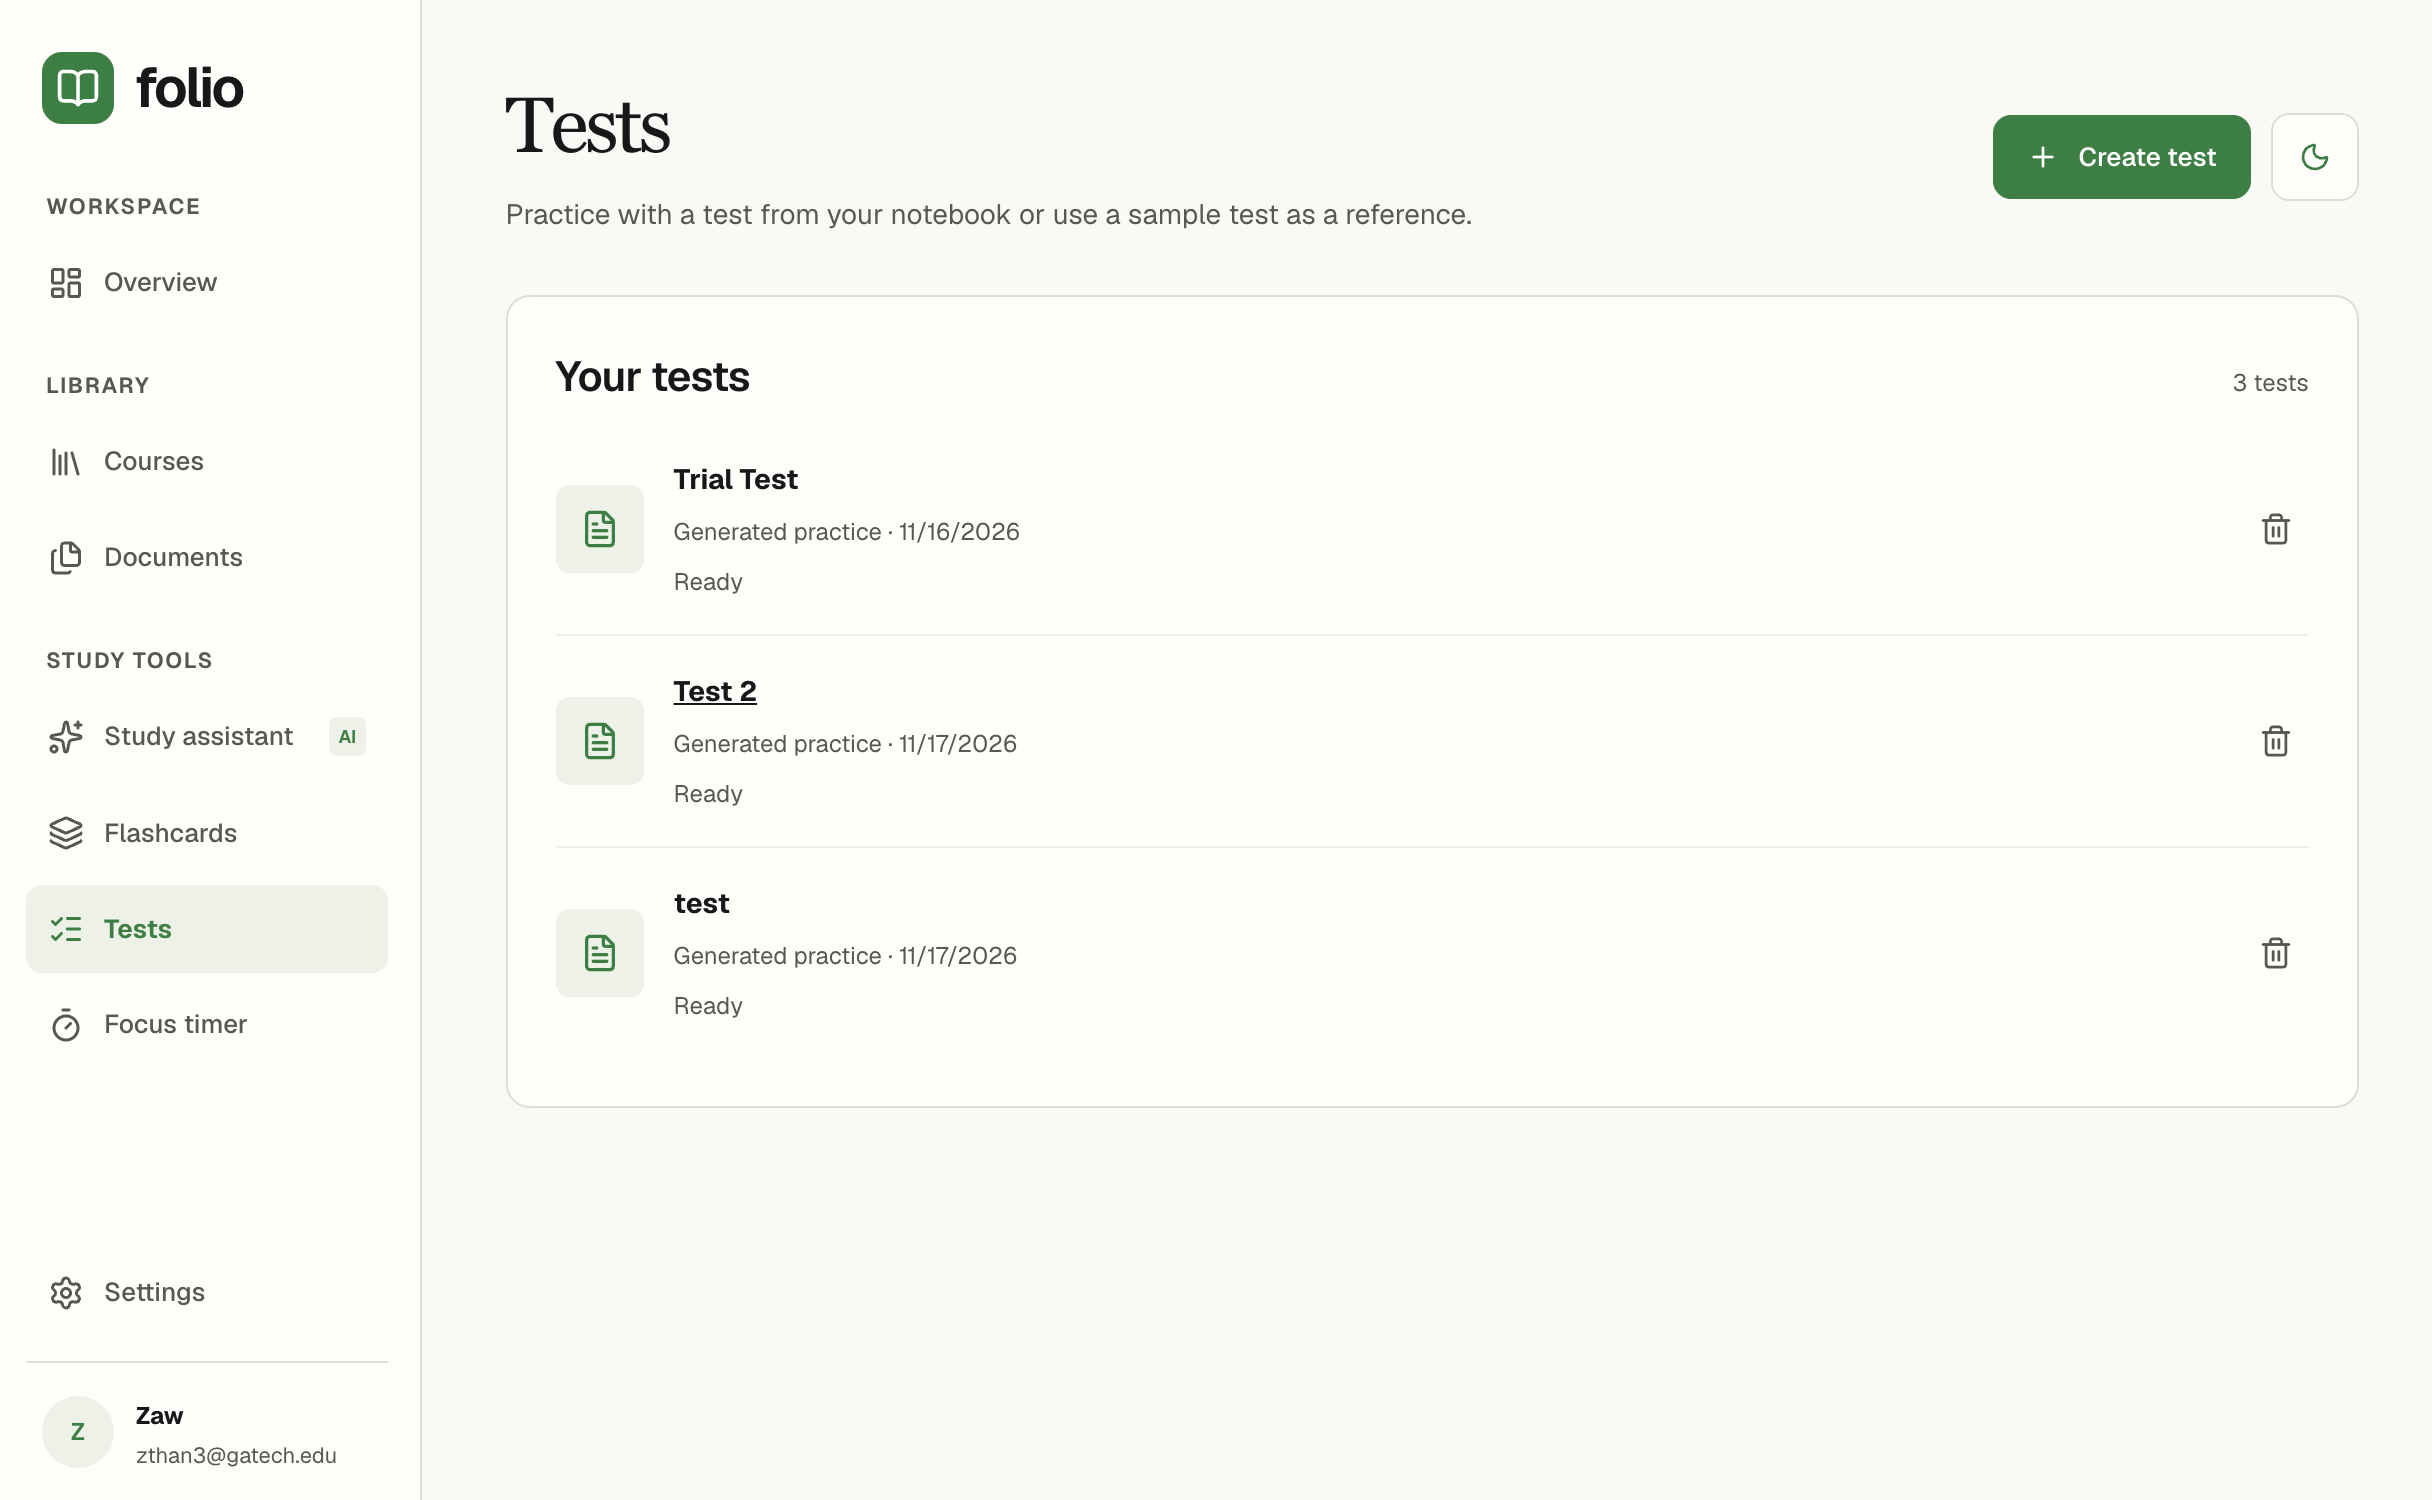 folio
WORKSPACE
Overview
LIBRARY
Courses
Documents
STUDY TOOLS
Study assistant AI
Flashcards
Tests
Focus timer
Settings
Z
Zaw
zthan3@gatech.edu
Tests
Practice with a test from your notebook or use a sample test as a reference.
Create test
Your tests
3 tests
Trial Test
Generated practice · 11/16/2026
Ready
Test 2
Generated practice · 11/17/2026
Ready
test
Generated practice · 11/17/2026
Ready